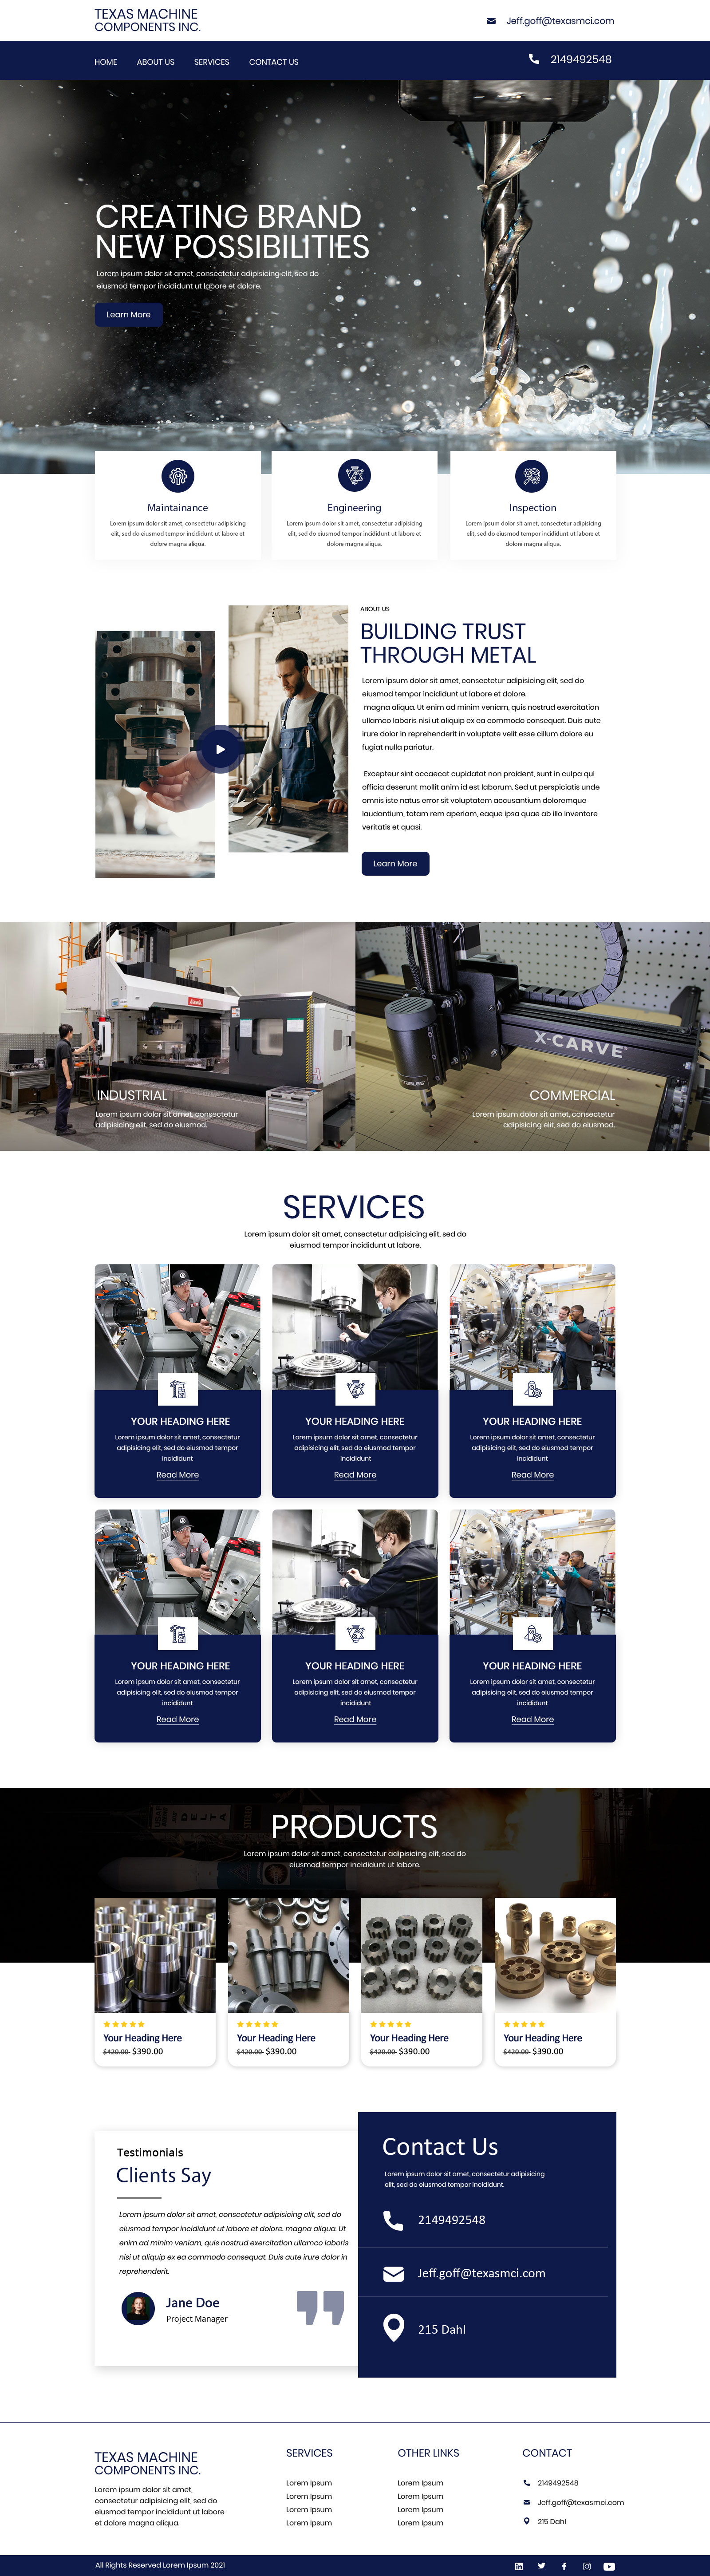 TEXAS MACHINE
COMPONENTS INC.
Jeff.goff@texasmci.com
HOME ABOUT US SERVICES CONTACT US
2149492548
CREATING BRAND
NEW POSSIBILITIES
Lorem ipsum dolor sit amet, consectetur adipisicing elit, sed do
eiusmod tempor incididunt ut labore et dolore.
Learn More
Maintainance
Lorem ipsum dolor sit amet, consectetur adipisicing
elit, sed do eiusmod tempor incididunt ut labore et
dolore magna aliqua.
Engineering
Lorem ipsum dolor sit amet, consectetur adipisicing
elit, sed do eiusmod tempor incididunt ut labore et
dolore magna aliqua.
Inspection
Lorem ipsum dolor sit amet, consectetur adipisicing
elit, sed do eiusmod tempor incididunt ut labore et
dolore magna aliqua.
ABOUT US
BUILDING TRUST
THROUGH METAL
Lorem ipsum dolor sit amet, consectetur adipisicing elit, sed do
eiusmod tempor incididunt ut labore et dolore.
magna aliqua. Ut enim ad minim veniam, quis nostrud exercitation
ullamco laboris nisi ut aliquip ex ea commodo consequat. Duis aute
irure dolor in reprehenderit in voluptate velit esse cillum dolore eu
fugiat nulla pariatur.
Excepteur sint occaecat cupidatat non proident, sunt in culpa qui
officia deserunt mollit anim id est laborum. Sed ut perspiciatis unde
omnis iste natus error sit voluptatem accusantium doloremque
laudantium, totam rem aperiam, eaque ipsa quae ab illo inventore
veritatis et quasi.
Learn More
INDUSTRIAL
Lorem ipsum dolor sit amet, consectetur
adipisicing elit, sed do eiusmod.
X-CARVE
COMMERCIAL
Lorem ipsum dolor sit amet, consectetur
adipisicing elit, sed do eiusmod.
SERVICES
Lorem ipsum dolor sit amet, consectetur adipisicing elit, sed do
eiusmod tempor incididunt ut labore.
YOUR HEADING HERE
Lorem ipsum dolor sit amet, consectetur
adipisicing elit, sed do eiusmod tempor
incididunt
Read More
YOUR HEADING HERE
Lorem ipsum dolor sit amet, consectetur
adipisicing elit, sed do eiusmod tempor
incididunt
Read More
YOUR HEADING HERE
Lorem ipsum dolor sit amet, consectetur
adipisicing elit, sed do eiusmod tempor
incididunt
Read More
YOUR HEADING HERE
Lorem ipsum dolor sit amet, consectetur
adipisicing elit, sed do eiusmod tempor
incididunt
Read More
YOUR HEADING HERE
Lorem ipsum dolor sit amet, consectetur
adipisicing elit, sed do eiusmod tempor
incididunt
Read More
YOUR HEADING HERE
Lorem ipsum dolor sit amet, consectetur
adipisicing elit, sed do eiusmod tempor
incididunt
Read More
DELTA
PRODUCTS
Lorem ipsum dolor sit amet, consectetur adipisicing elit, sed do
eiusmod tempor incididunt ut labore.
Your Heading Here
$420.00 $390.00
Your Heading Here
$420.00 $390.00
Your Heading Here
$420.00 $390.00
Your Heading Here
$420.00 $390.00
Testimonials
Clients Say
Lorem ipsum dolor sit amet, consectetur adipisicing elit, sed do
eiusmod tempor incididunt ut labore et dolore. magna aliqua. Ut
enim ad minim veniam, quis nostrud exercitation ullamco laboris
nisi ut aliquip ex ea commodo consequat. Duis aute irure dolor in
reprehenderit.
Jane Doe
Project Manager
Contact Us
Lorem ipsum dolor sit amet, consectetur adipisicing
elit, sed do eiusmod tempor incididunt.
2149492548
Jeff.goff@texasmci.com
215 Dahl
TEXAS MACHINE
COMPONENTS INC.
Lorem ipsum dolor sit amet,
consectetur adipisicing elit, sed do
eiusmod tempor incididunt ut labore
et dolore magna aliqua.
SERVICES
Lorem Ipsum
Lorem Ipsum
Lorem Ipsum
Lorem Ipsum
OTHER LINKS
Lorem Ipsum
Lorem Ipsum
Lorem Ipsum
Lorem Ipsum
CONTACT
2149492548
Jeff.goff@texasmci.com
215 Dahl
All Rights Reserved Lorem Ipsum 2021